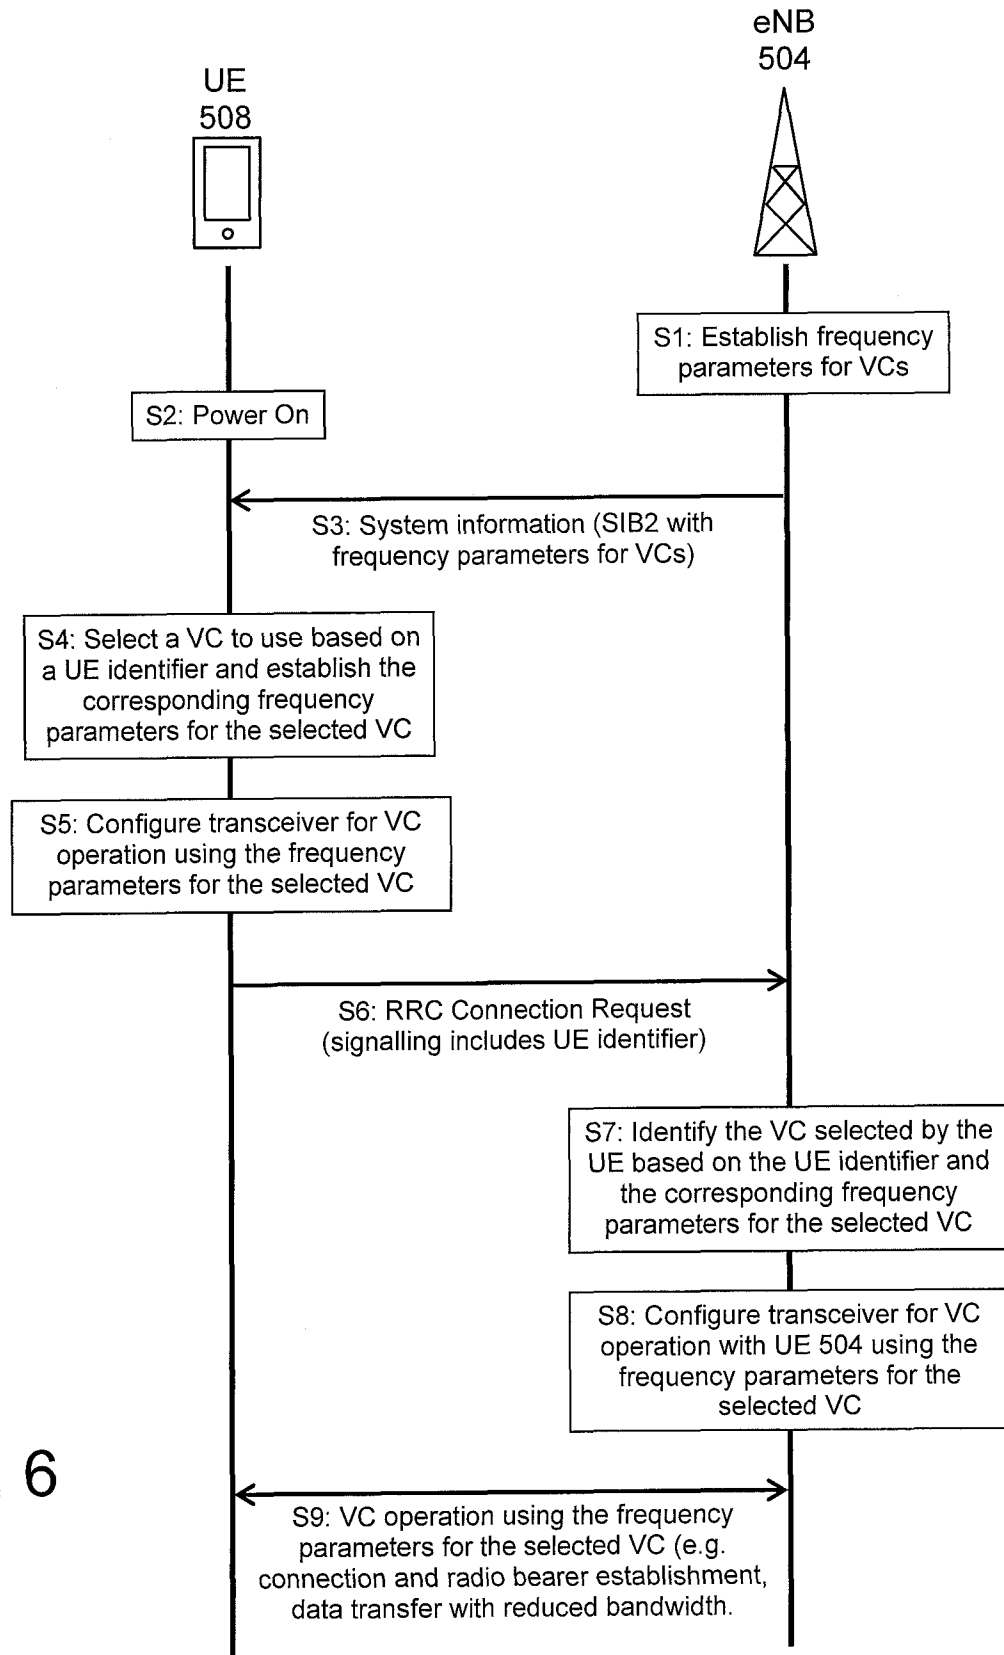 eNB
504
UE
508
S1: Establish frequency
parameters for VCs
S2: Power On
S3: System information (SIB2 with
frequency parameters for VCs)
S4: Select a VC to use based on
a UE identifier and establish the
corresponding frequency
parameters for the selected VC
S5: Configure transceiver for VC
operation using the frequency
parameters for the selected VC
S6: RRC Connection Request
(signalling includes UE identifier)
S7: Identify the VC selected by the
UE based on the UE identifier and
the corresponding frequency
parameters for the selected VC
S8: Configure transceiver for VC
operation with UE 504 using the
frequency parameters for the
selected VC
6
S9: VC operation using the frequency
parameters for the selected VC (e.g.
connection and radio bearer establishment,
data transfer with reduced bandwidth.